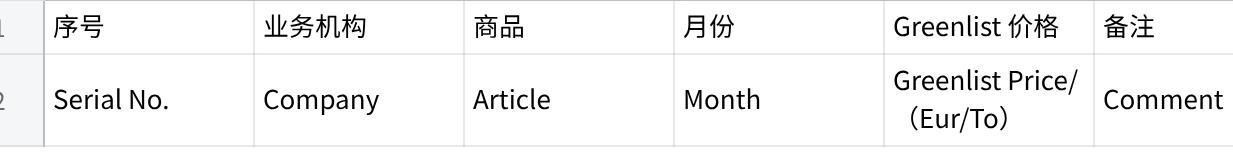 1 序号 业务机构 商品 月份 Greenlist 价格 备注
2 Serial No. Company Article Month Greenlist Price/
（Eur/To） Comment